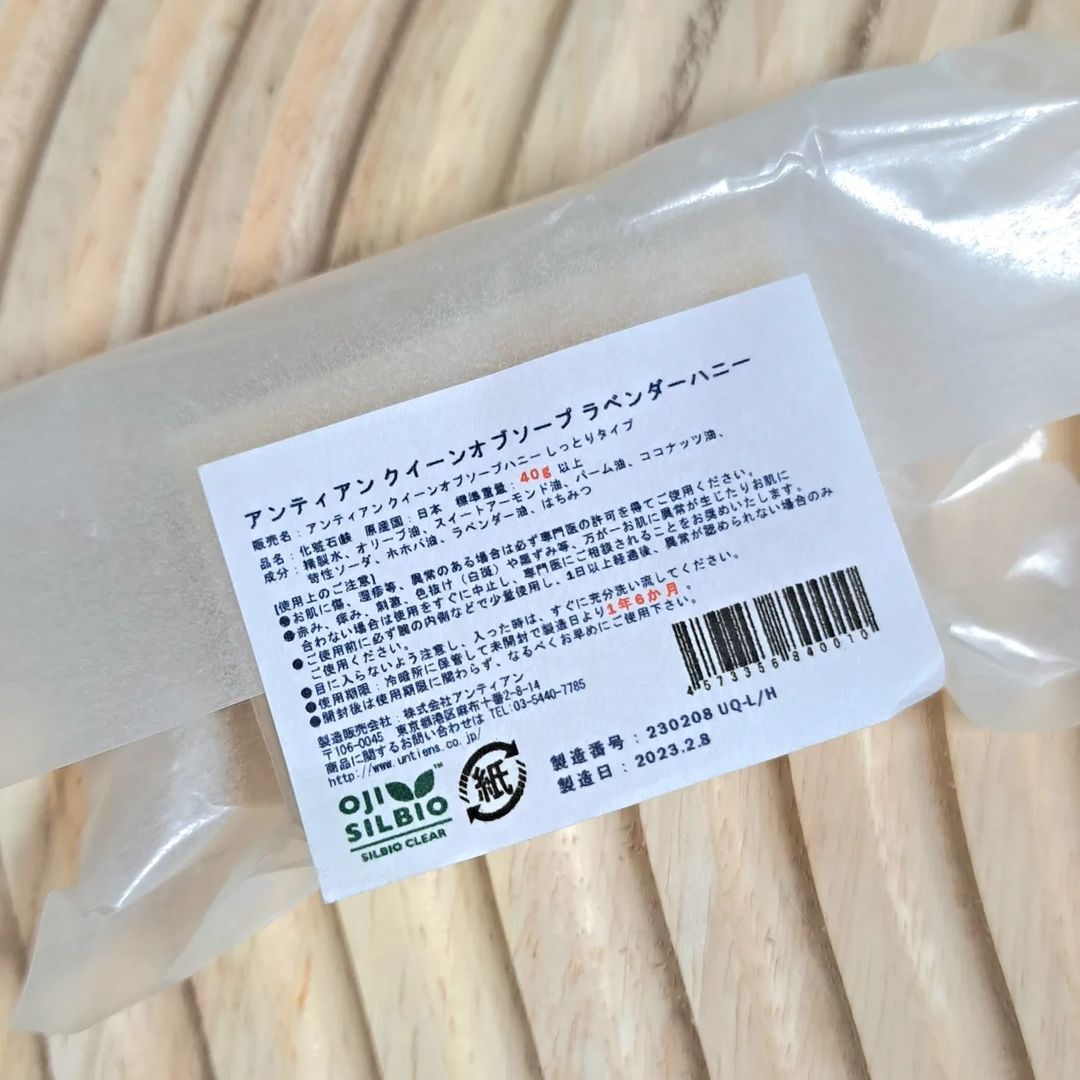 アンティアン クイーンオブソープ ラベンダーハニー
販売名：アンティアン クイーンオブソープハニー しっとりタイプ
品名：化粧石鹸 原産国：日本 標準重量：40g 以上
成分：精製水、オリーブ油、スイートアーモンド油、パーム油、ココナッツ油、
苛性ソーダ、ホホバ油、ラベンダー油、はちみつ
[使用上のご注意]
●お肌に傷、湿疹等、異常のある場合は必ず専門医の許可を得てご使用ください。
●赤み、痒み、刺激、色抜け（白斑）や黒ずみ等、万が一お肌に異常が生じたりお肌に
合わない場合は使用をすぐに中止し、専門医にご相談されることをお奨めいたします。
●ご使用前に必ず腕の内側などで少量使用し、1日以上経過後、異常が認められない場合のみ
ご使用ください。
●目に入らないよう注意し、入った時は、すぐに充分洗い流してください。
●使用期限：冷暗所に保管して未開封で製造日より1年6か月。
●開封後は使用期限に関わらず、なるべくお早めにご使用下さい。
製造販売会社：株式会社アンティアン
〒106-0045 東京都港区麻布十番2-8-14
商品に関するお問い合わせは TEL:03-5440-7785
http://www.untiens.co.jp/
4573356840010
製造番号：230208 UQ-L/H
製造日：2023.2.8
OJI
SILBIO™
SILBIO CLEAR
紙